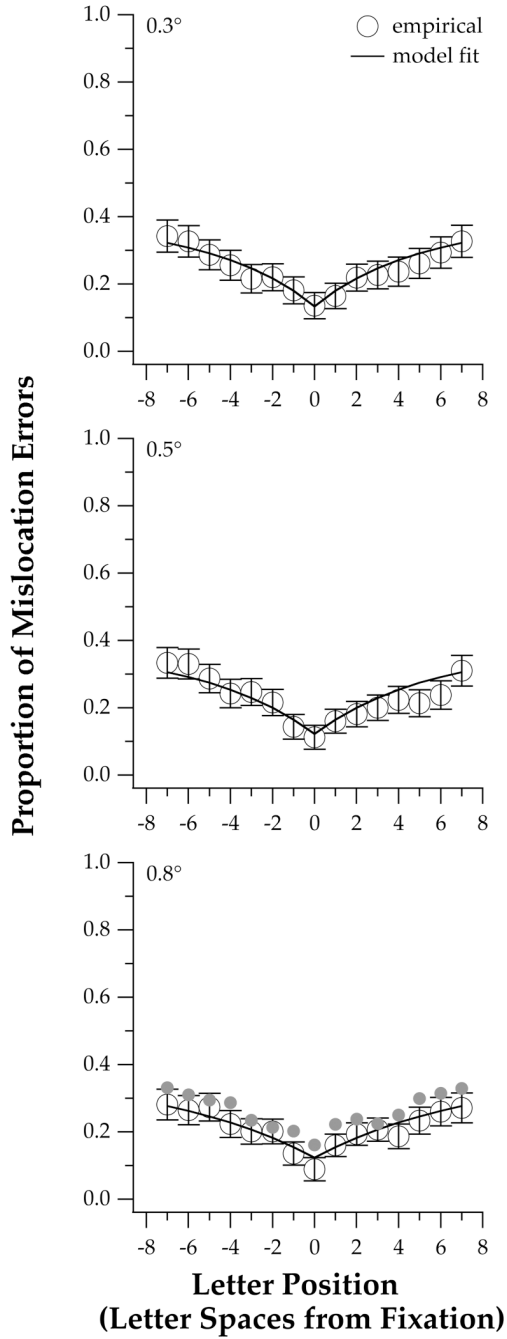 Proportion of Mislocation Errors
0.3°
empirical
model fit
1.0
0.8
0.6
0.4
0.2
0.0
-8 -6 -4 -2 0 2 4 6 8
0.5°
1.0
0.8
0.6
0.4
0.2
0.0
-8 -6 -4 -2 0 2 4 6 8
0.8°
1.0
0.8
0.6
0.4
0.2
0.0
-8 -6 -4 -2 0 2 4 6 8
Letter Position
(Letter Spaces from Fixation)